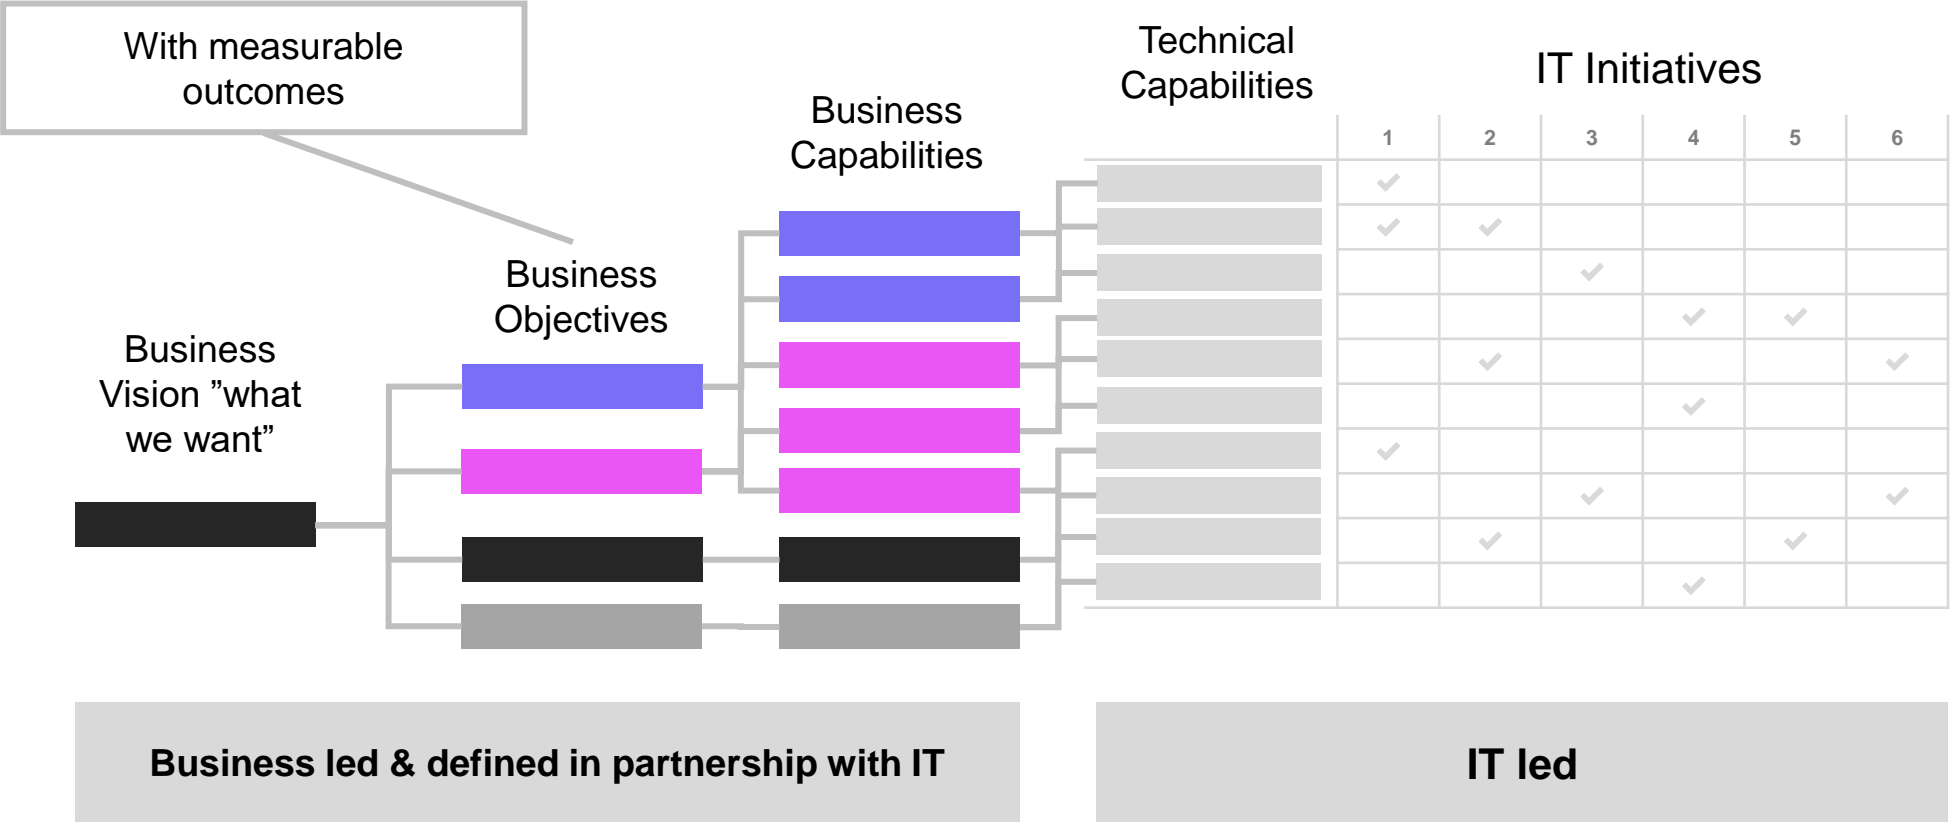 With measurable
outcomes
Business
Vision ”what
we want”
Business
Objectives
Business
Capabilities
Technical
Capabilities
IT Initiatives
1 2 3 4 5 6
Business led & defined in partnership with IT
IT led